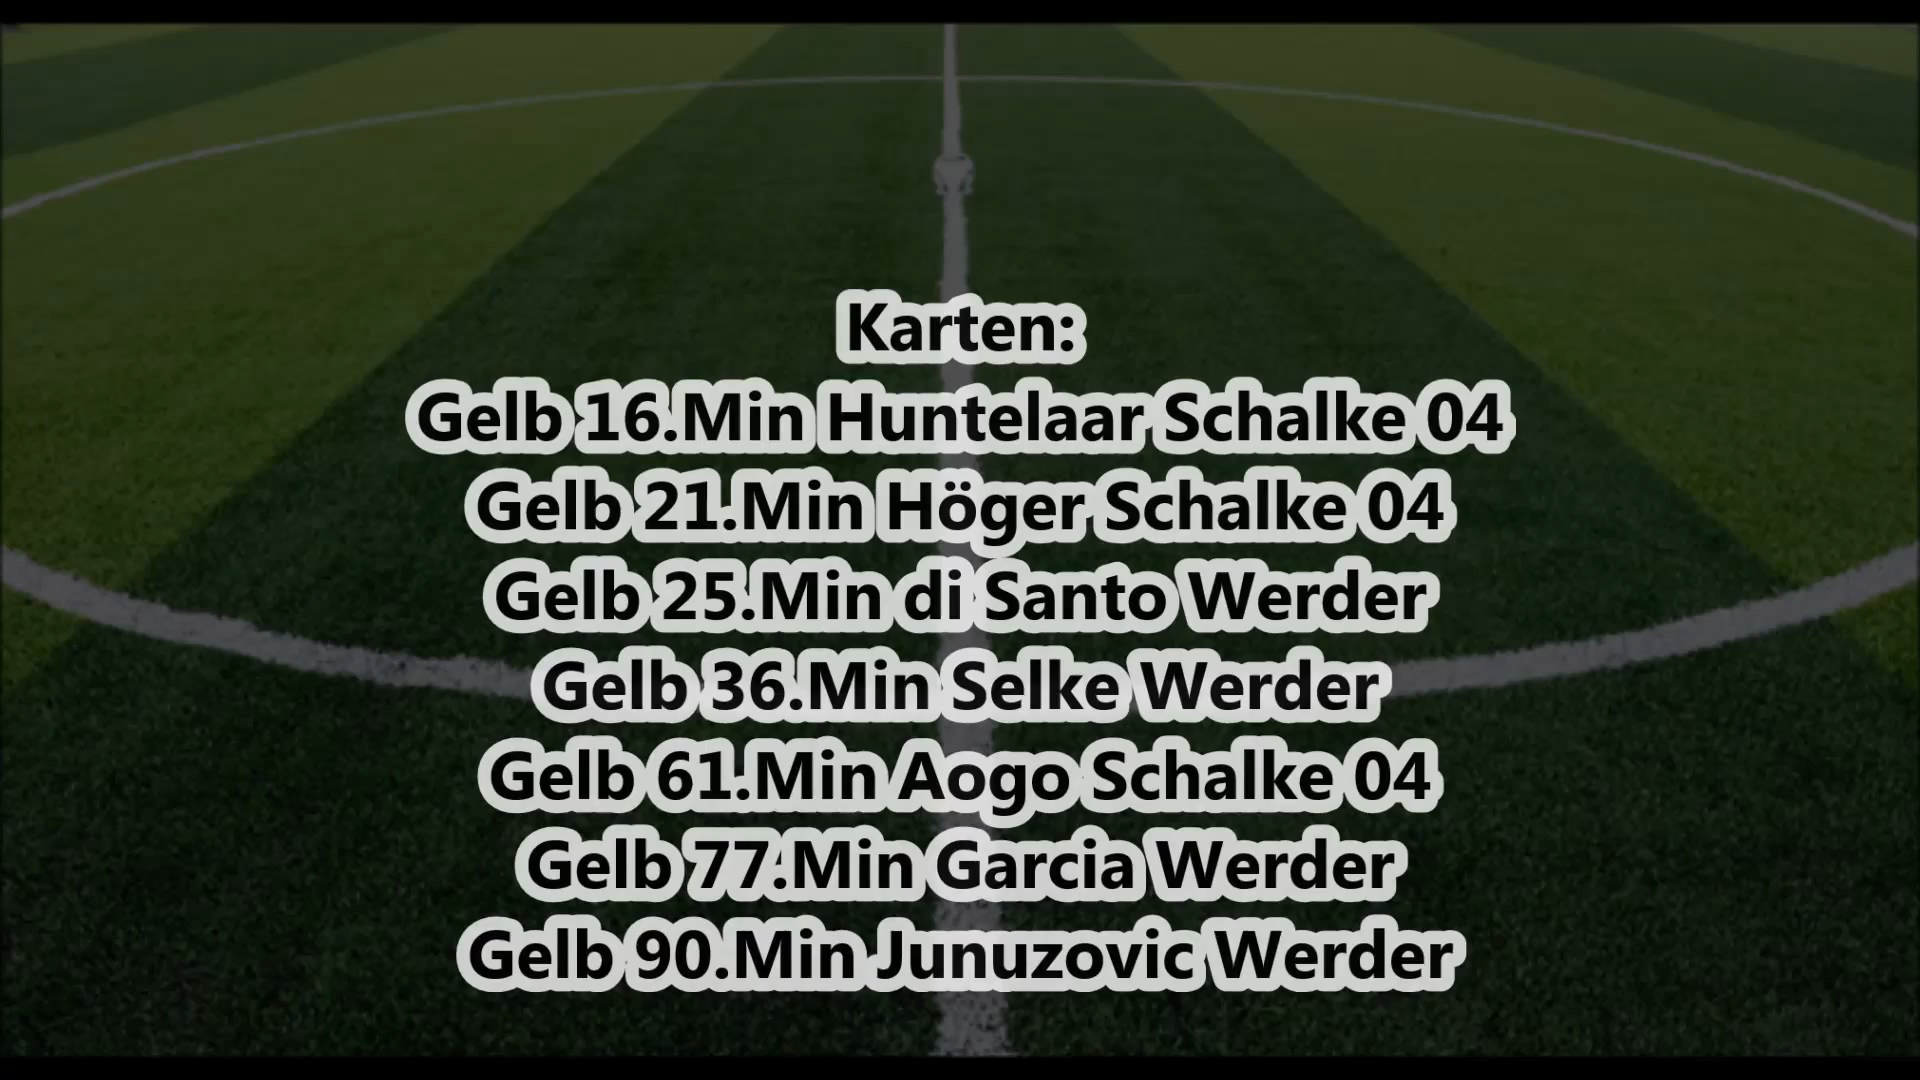 Karten:
Gelb 16.Min Huntelaar Schalke 04
Gelb 21.Min Höger Schalke 04
Gelb 25.Min di Santo Werder
Gelb 36.Min Selke Werder
Gelb 61.Min Aogo Schalke 04
Gelb 77.Min Garcia Werder
Gelb 90.Min Junuzovic Werder